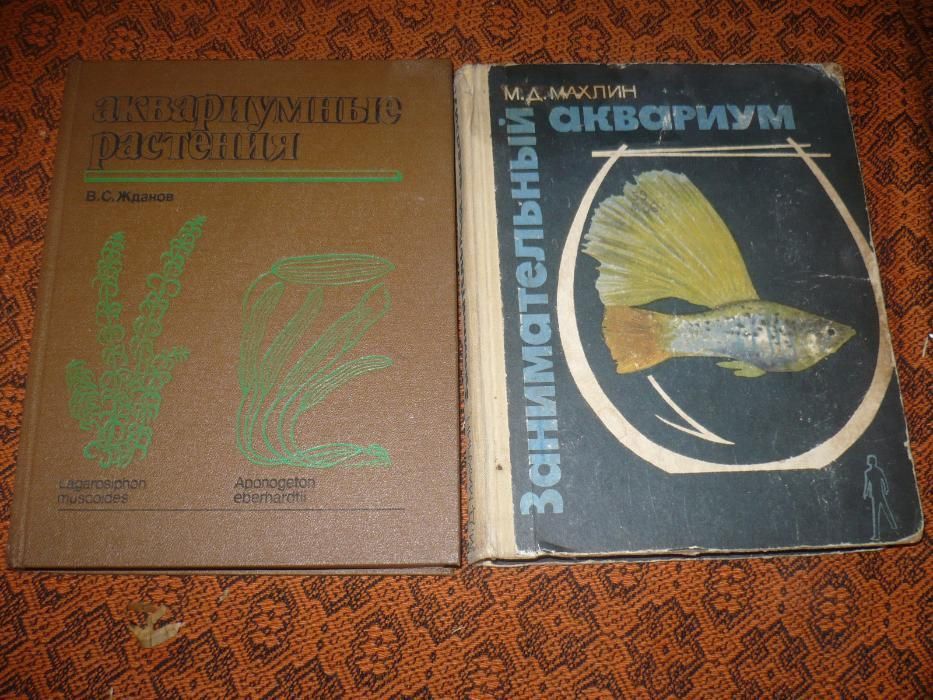 аквариумные
растения
В.С. Жданов
Lagarosiphon
muscoides
Aponogeton
eberhardtii
М.Д. МАХЛИН
Занимательный
аквариум